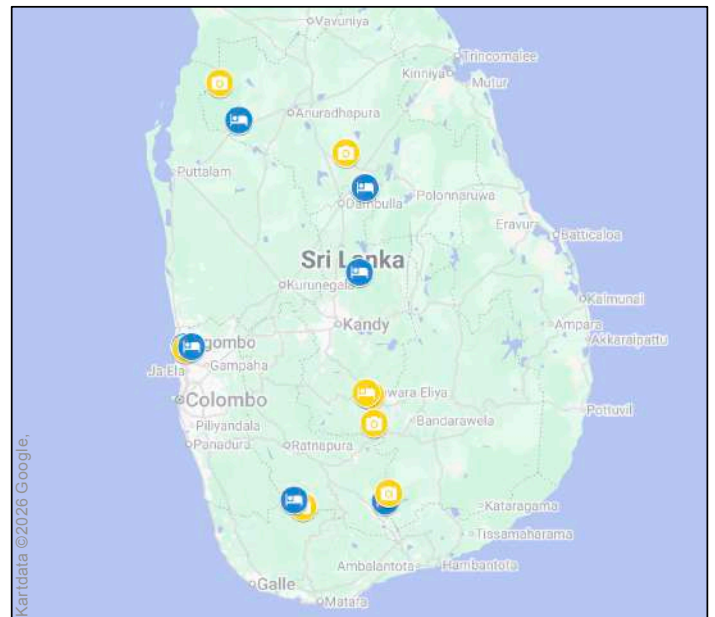 Vavuniya
Trincomalee
Kinniya
Mutur
Anuradhapura
Puttalam
Dambulla
Polonnaruwa
Eravur
Batticaloa
Sri Lanka
Kurunegala
Kalmunai
Kandy
Ampara
Akkaraipattu
gombo
Ja Ela
Gampaha
wara Eliya
Colombo
Pottuvil
Bandarawela
Piliyandala
Panadura
Ratnapura
Kataragama
Tissamaharama
Ambalantota
Hambantota
Galle
Matara
Kartdata ©2026 Google,